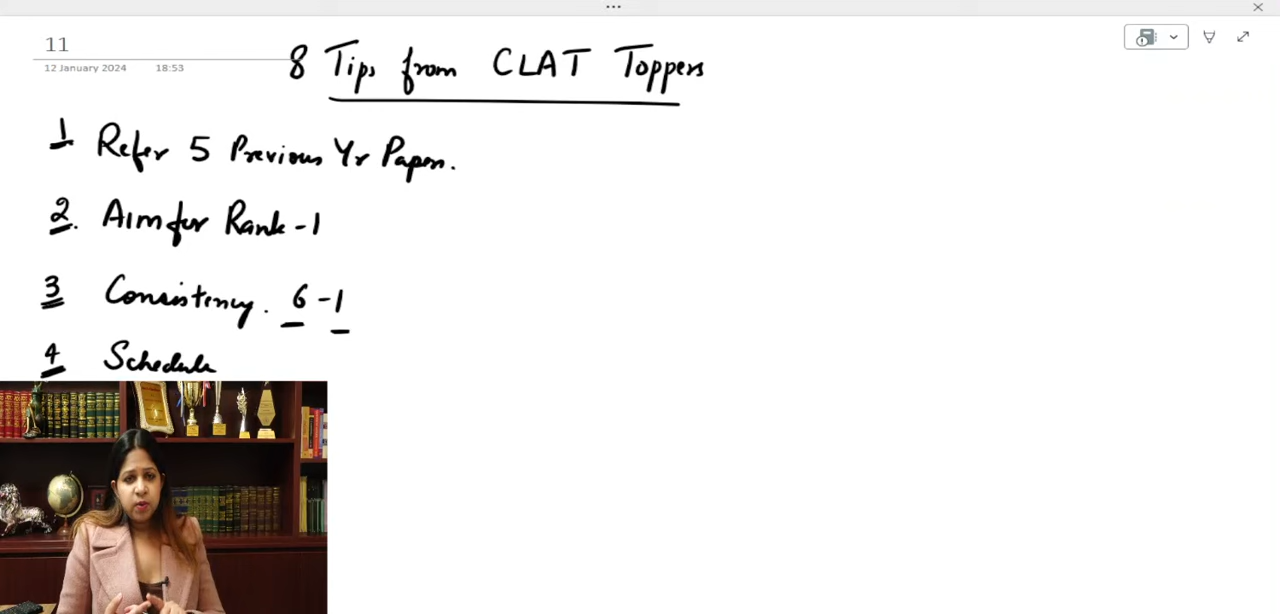 11
12 January 2024 18:53
8 Tips from CLAT Toppers
1 Refer 5 Previous Yr Papers.
2. Aim for Rank-1
3 Consistency. 6-1
4 Schedule